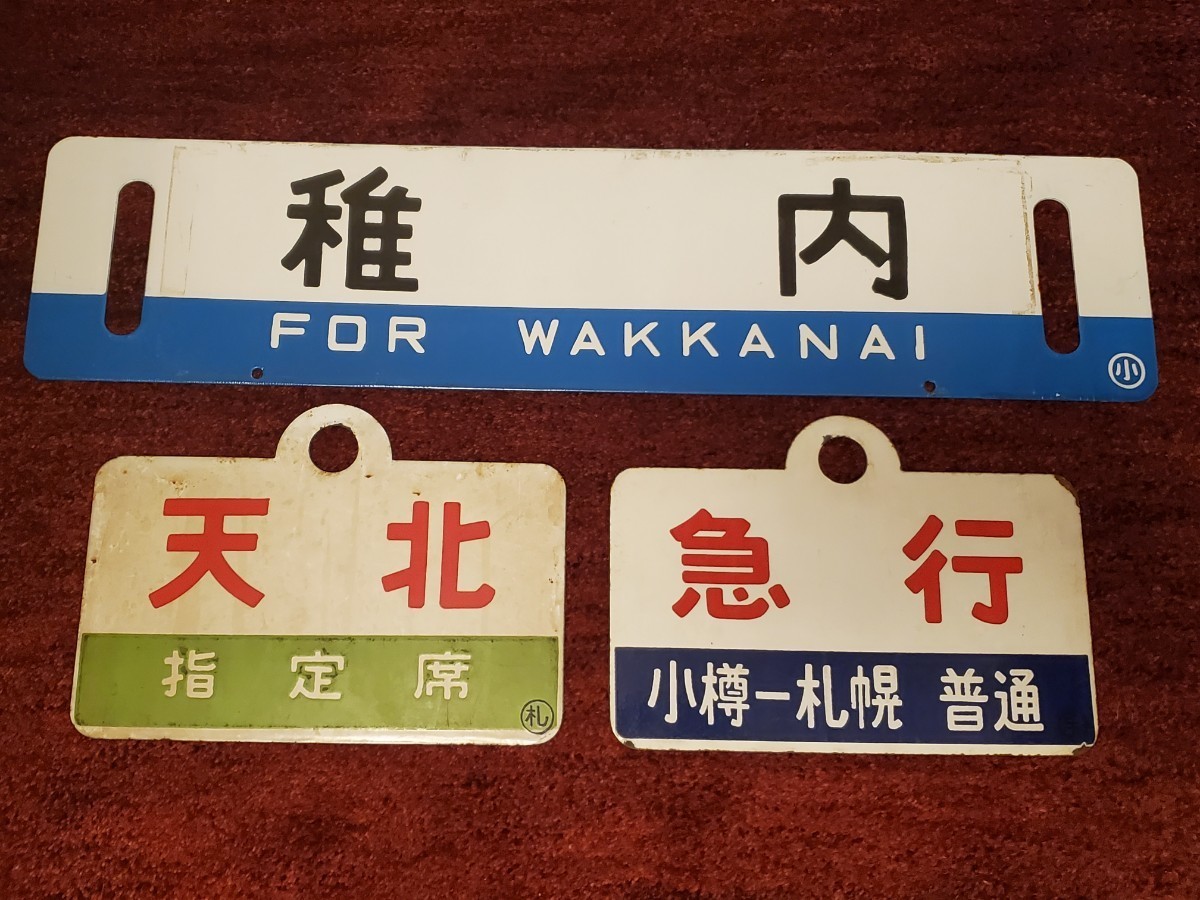 稚内
FOR WAKKANAI
小
天北
指定席
札
急行
小樽ー札幌 普通